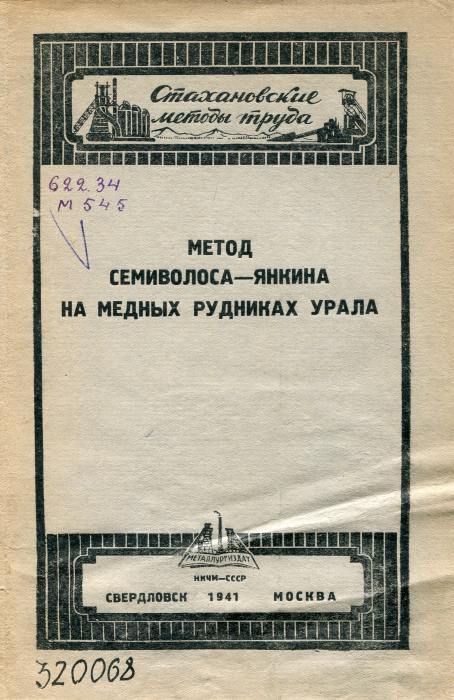 Стахановские
методы труда
622.34
М 545
МЕТОД
СЕМИВОЛОСА—ЯНКИНА
НА МЕДНЫХ РУДНИКАХ УРАЛА
МЕТАЛЛУРГИЗДАТ
НКЧМ—СССР
СВЕРДЛОВСК 1941 МОСКВА
320068